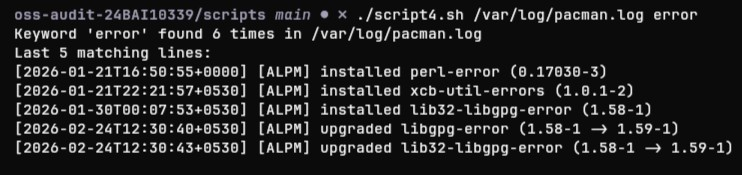 oss-audit-24BAI10339/scripts main ● × ./script4.sh /var/log/pacman.log error
Keyword 'error' found 6 times in /var/log/pacman.log
Last 5 matching lines:
[2026-01-21T16:50:55+0000] [ALPM] installed perl-error (0.17030-3)
[2026-01-21T22:21:57+0530] [ALPM] installed xcb-util-errors (1.0.1-2)
[2026-01-30T00:07:53+0530] [ALPM] installed lib32-libgpg-error (1.58-1)
[2026-02-24T12:30:40+0530] [ALPM] upgraded libgpg-error (1.58-1 → 1.59-1)
[2026-02-24T12:30:43+0530] [ALPM] upgraded lib32-libgpg-error (1.58-1 → 1.59-1)